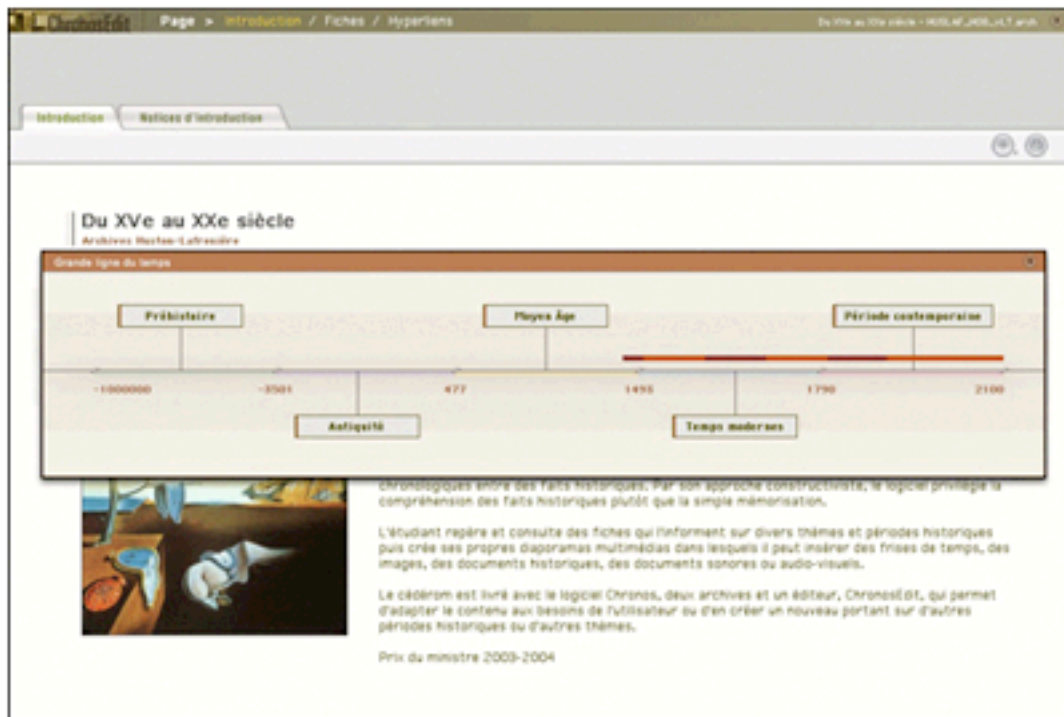 ChronosEdit
Page > Introduction / Fiches / Hyperliens
Du XVe au XXe siècle -
Introduction
Notices d'introduction
Du XVe au XXe siècle
Archives Huston-Lafrenière
Grande ligne du temps
Préhistoire
Moyen Âge
Période contemporaine
-1000000
-3501
477
1495
1790
2100
Antiquité
Temps modernes
chronologiques entre des faits historiques. Par son approche constructiviste, le logiciel privilégie la
compréhension des faits historiques plutôt que la simple mémorisation.
L'étudiant repère et consulte des fiches qui l'informent sur divers thèmes et périodes historiques
puis crée ses propres diaporamas multimédias dans lesquels il peut insérer des frises de temps, des
images, des documents historiques, des documents sonores ou audio-visuels.
Le cédérom est livré avec le logiciel Chronos, deux archives et un éditeur, ChronosEdit, qui permet
d'adapter le contenu aux besoins de l'utilisateur ou d'en créer un nouveau portant sur d'autres
périodes historiques ou d'autres thèmes.
Prix du ministre 2003-2004